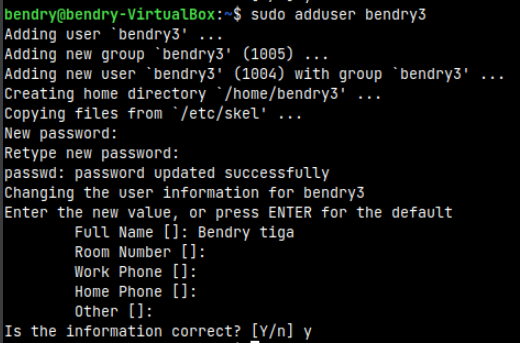 bendry@bendry-VirtualBox:~$ sudo adduser bendry3
Adding user `bendry3' ...
Adding new group `bendry3' (1005) ...
Adding new user `bendry3' (1004) with group `bendry3' ...
Creating home directory `/home/bendry3' ...
Copying files from `/etc/skel' ...
New password:
Retype new password:
passwd: password updated successfully
Changing the user information for bendry3
Enter the new value, or press ENTER for the default
Full Name []: Bendry tiga
Room Number []:
Work Phone []:
Home Phone []:
Other []:
Is the information correct? [Y/n] y